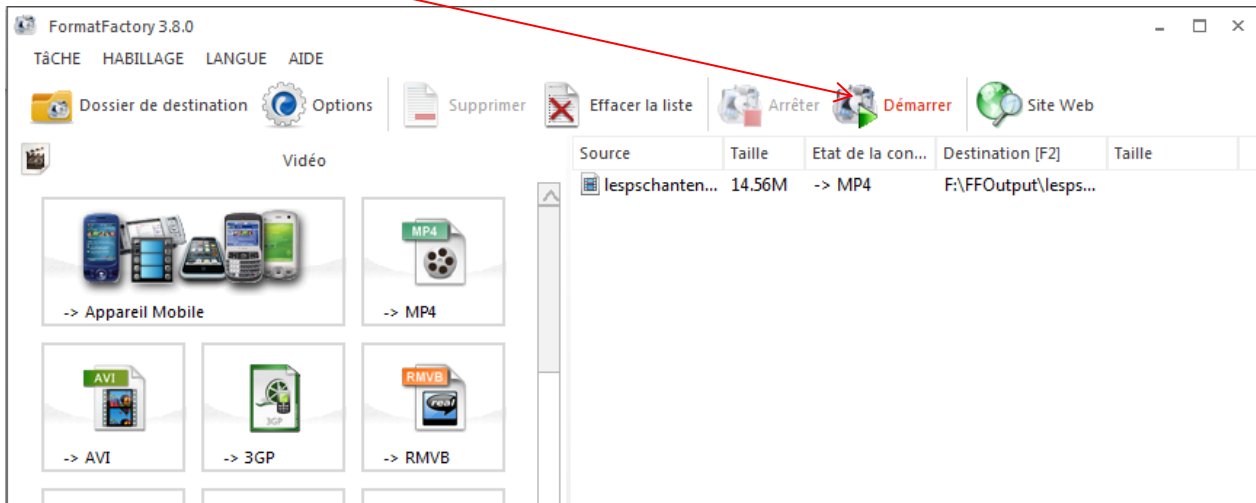 FormatFactory 3.8.0
TâCHE HABILLAGE LANGUE AIDE
Dossier de destination Options Supprimer Effacer la liste Arrêter Démarrer Site Web
Vidéo
Source Taille Etat de la con... Destination [F2] Taille
lespschanten... 14.56M -> MP4 F:\FFOutput\lesps...
MP4
-> Appareil Mobile -> MP4
AVI 3GP RMVB
real
-> AVI -> 3GP -> RMVB